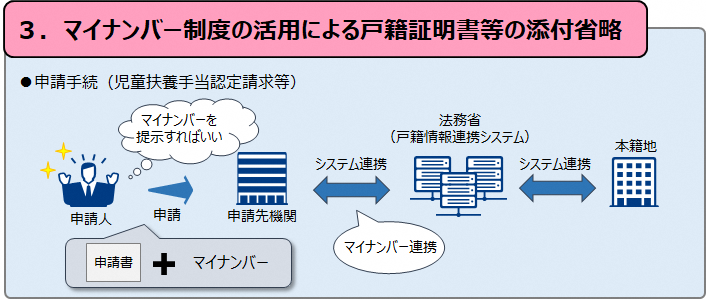 ３．マイナンバー制度の活用による戸籍証明書等の添付省略
●申請手続（児童扶養手当認定請求等）
マイナンバーを
提示すればいい
法務省
（戸籍情報連携システム）
本籍地
システム連携
システム連携
申請人
申請
申請先機関
マイナンバー連携
申請書
＋
マイナンバー